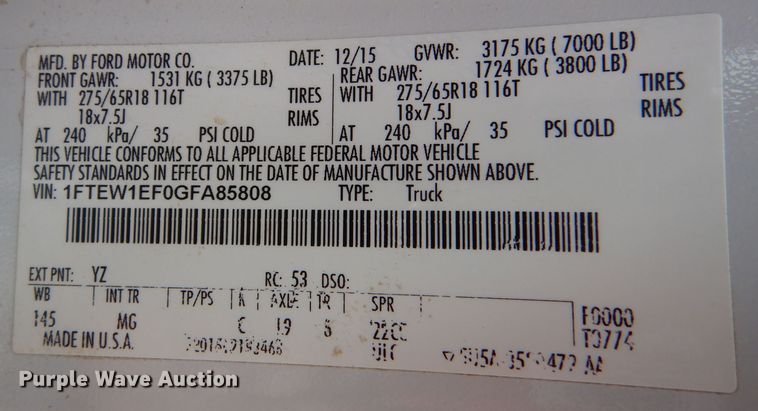 MFD. BY FORD MOTOR CO. DATE: 12/15 GVWR: 3175 KG ( 7000 LB)
FRONT GAWR: 1531 KG ( 3375 LB) REAR GAWR: 1724 KG ( 3800 LB)
WITH 275/65R18 116T TIRES WITH 275/65R18 116T TIRES
18x7.5J RIMS 18x7.5J RIMS
AT 240 kPa/ 35 PSI COLD AT 240 kPa/ 35 PSI COLD
THIS VEHICLE CONFORMS TO ALL APPLICABLE FEDERAL MOTOR VEHICLE
SAFETY STANDARDS IN EFFECT ON THE DATE OF MANUFACTURE SHOWN ABOVE.
VIN: 1FTEW1EF0GFA85808 TYPE: Truck
EXT PNT: YZ RC: 53 DSO:
WB INT TR TP/PS AXLE TR SPR
145 MG 19 6
MADE IN U.S.A.
Purple Wave Auction